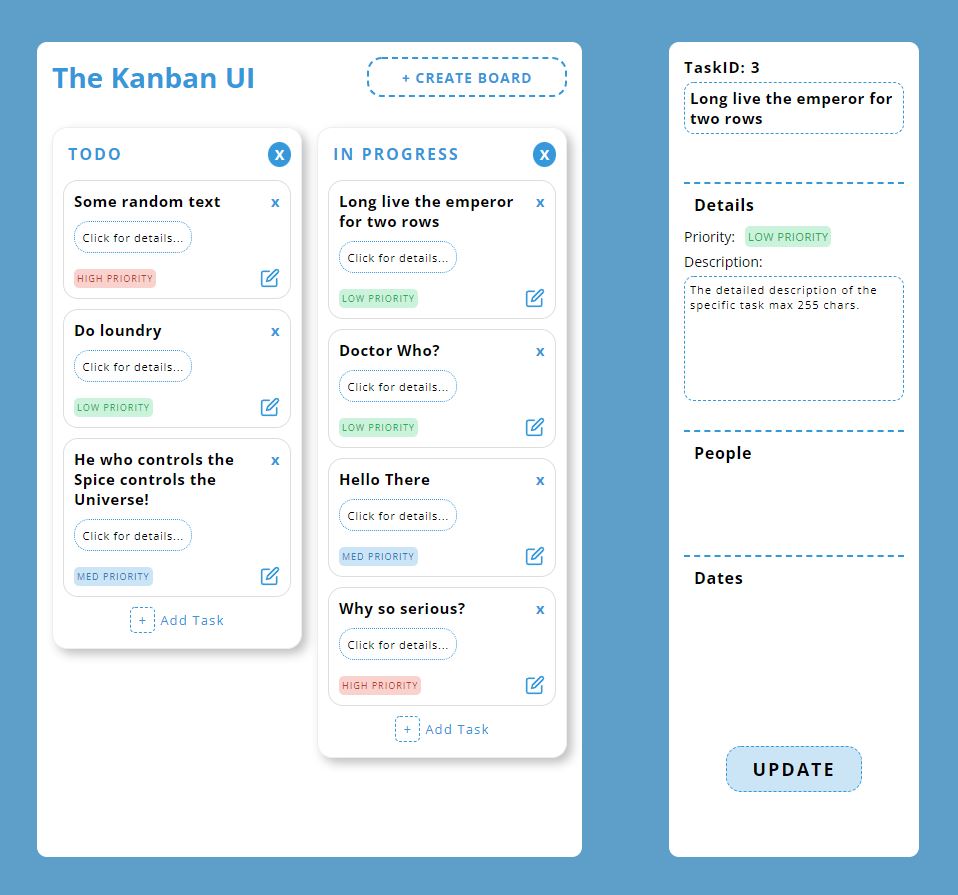 The Kanban UI
+ CREATE BOARD
TODO
X
Some random text
x
Click for details...
HIGH PRIORITY
Do loundry
x
Click for details...
LOW PRIORITY
He who controls the
Spice controls the
Universe!
x
Click for details...
MED PRIORITY
+ Add Task
IN PROGRESS
X
Long live the emperor
for two rows
x
Click for details...
LOW PRIORITY
Doctor Who?
x
Click for details...
LOW PRIORITY
Hello There
x
Click for details...
MED PRIORITY
Why so serious?
x
Click for details...
HIGH PRIORITY
+ Add Task
TaskID: 3
Long live the emperor for
two rows
Details
Priority: LOW PRIORITY
Description:
The detailed description of the
specific task max 255 chars.
People
Dates
UPDATE